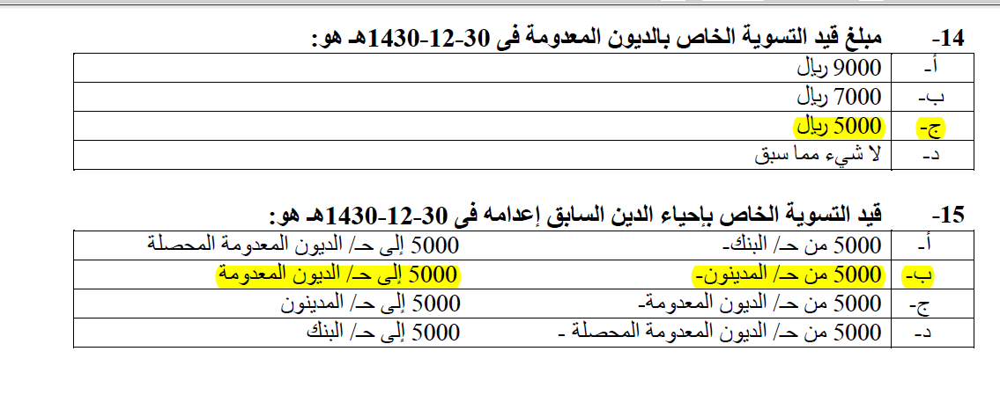 14- مبلغ قيد التسوية الخاص بالديون المعدومة فى 30-12-1430هـ هو:
أ- 9000 ريال
ب- 7000 ريال
ج- 5000 ريال
د- لا شيء مما سبق
15- قيد التسوية الخاص بإحياء الدين السابق إعدامه فى 30-12-1430هـ هو:
أ- 5000 من حـ/ البنك- 5000 إلى حـ/ الديون المعدومة المحصلة
ب- 5000 من حـ/ المدينون- 5000 إلى حـ/ الديون المعدومة
ج- 5000 من حـ/ الديون المعدومة- 5000 إلى حـ/ المدينون
د- 5000 من حـ/ الديون المعدومة المحصلة - 5000 إلى حـ/ البنك